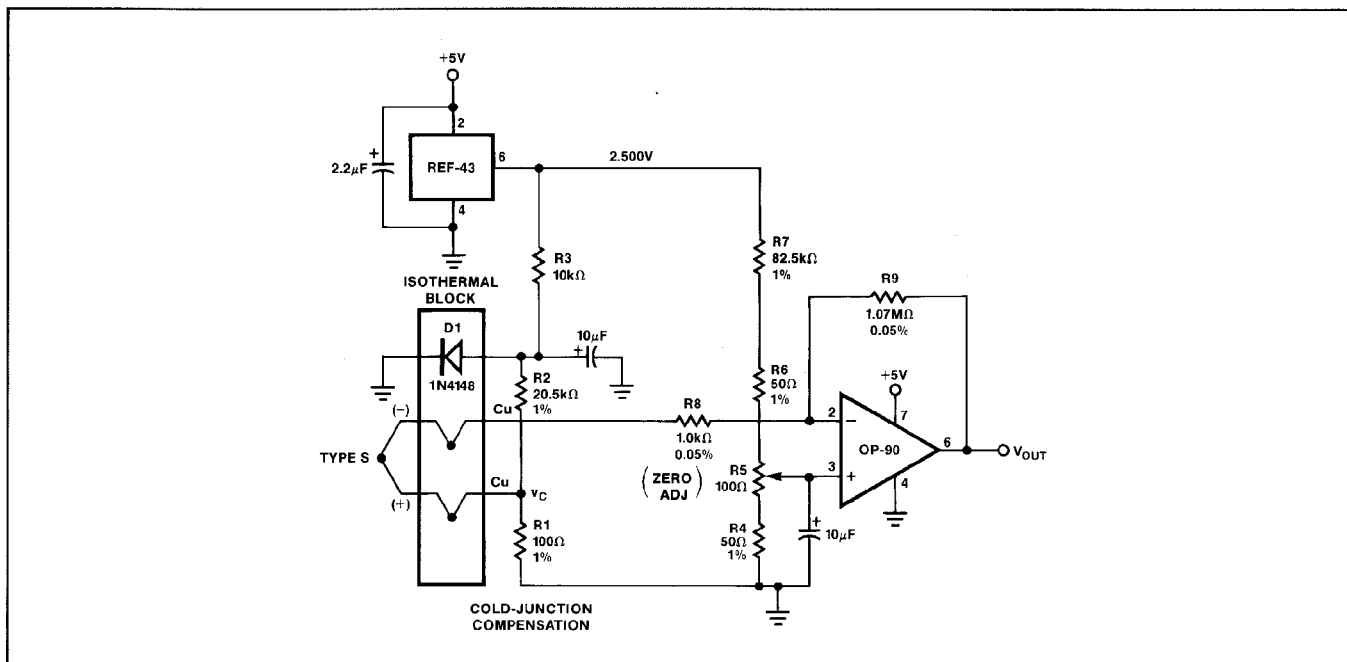 +5V
2
2.2μF
+
REF-43
6
2.500V
4
R3
10kΩ
R7
82.5kΩ
1%
ISOTHERMAL
BLOCK
D1
1N4148
10μF
+
R9
1.07MΩ
0.05%
R2
20.5kΩ
1%
R6
50Ω
1%
+5V
7
(−)
Cu
R8
1.0kΩ
0.05%
2
−
OP-90
6
VOUT
TYPE S
(ZERO
ADJ)
R5
100Ω
3
+
4
(+)
Cu
vC
R1
100Ω
1%
R4
50Ω
1%
+
10μF
COLD-JUNCTION
COMPENSATION